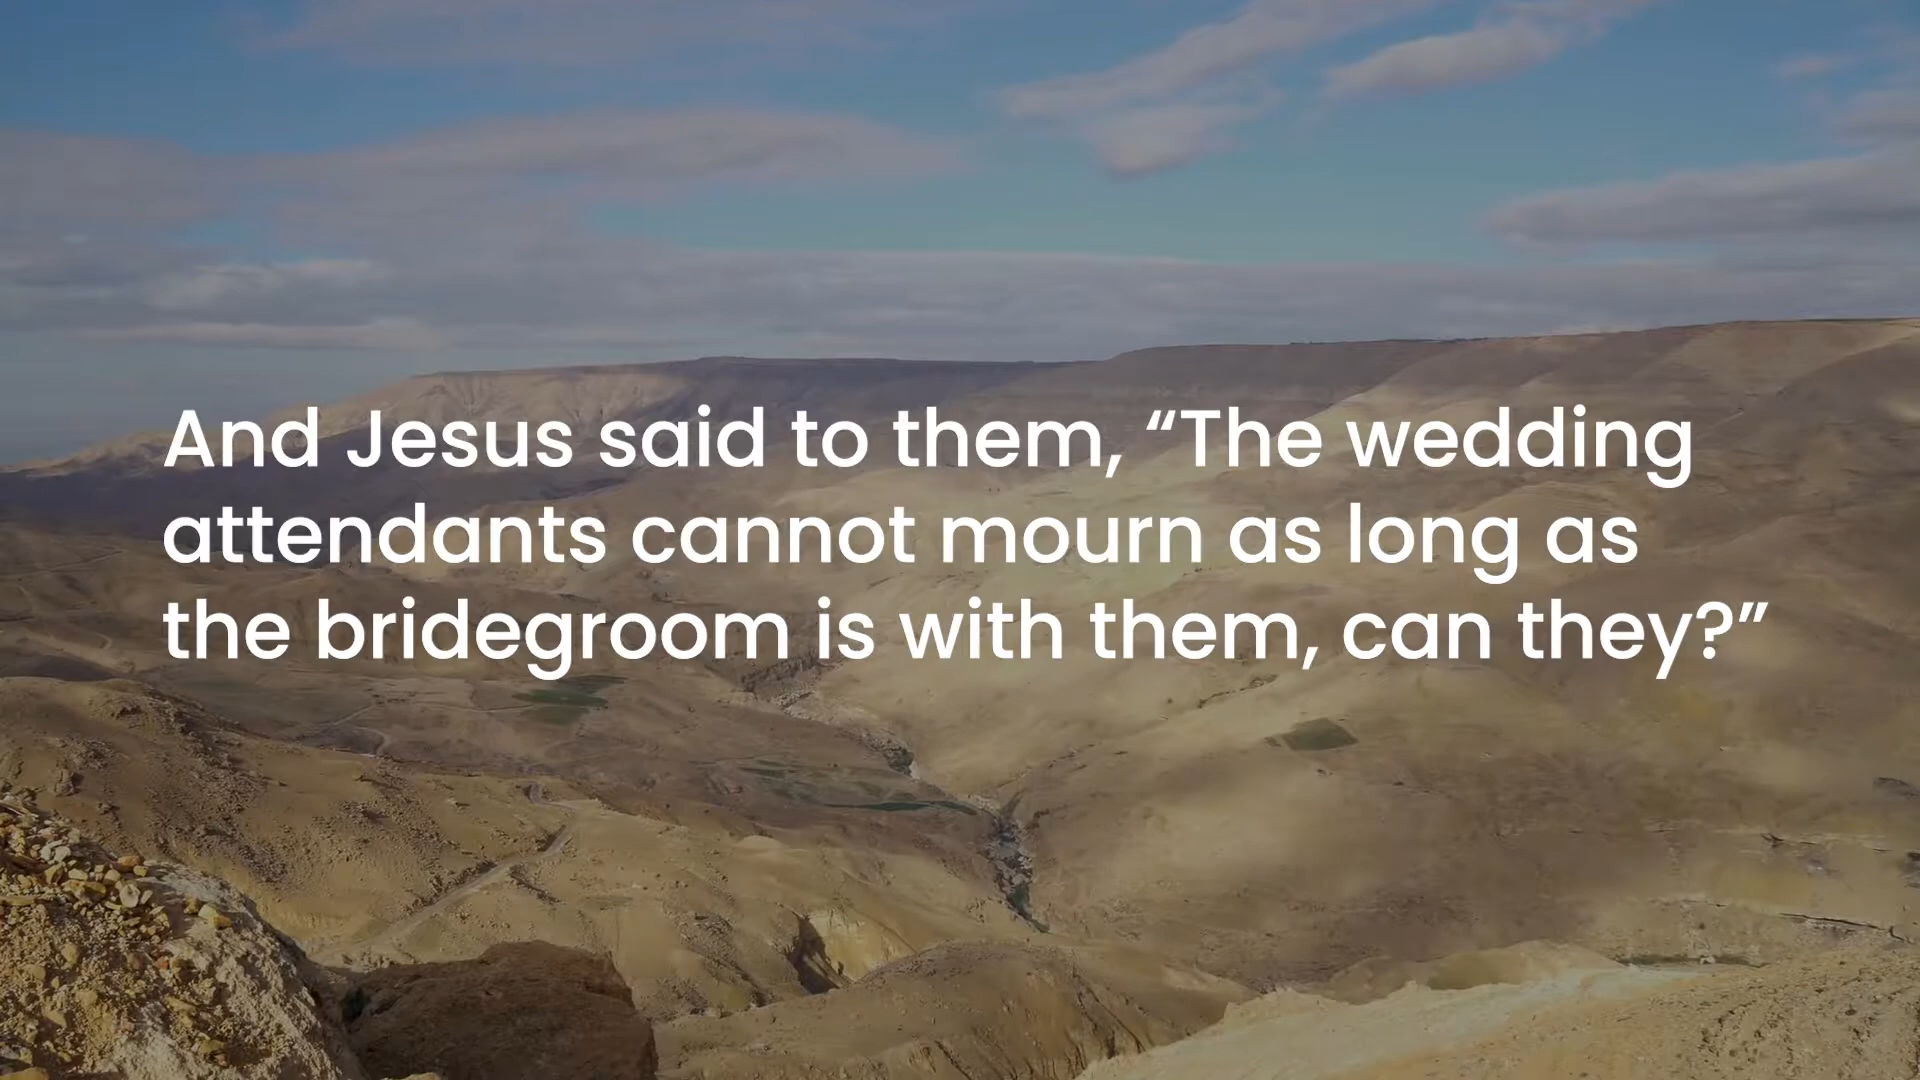 And Jesus said to them, “The wedding
attendants cannot mourn as long as
the bridegroom is with them, can they?”